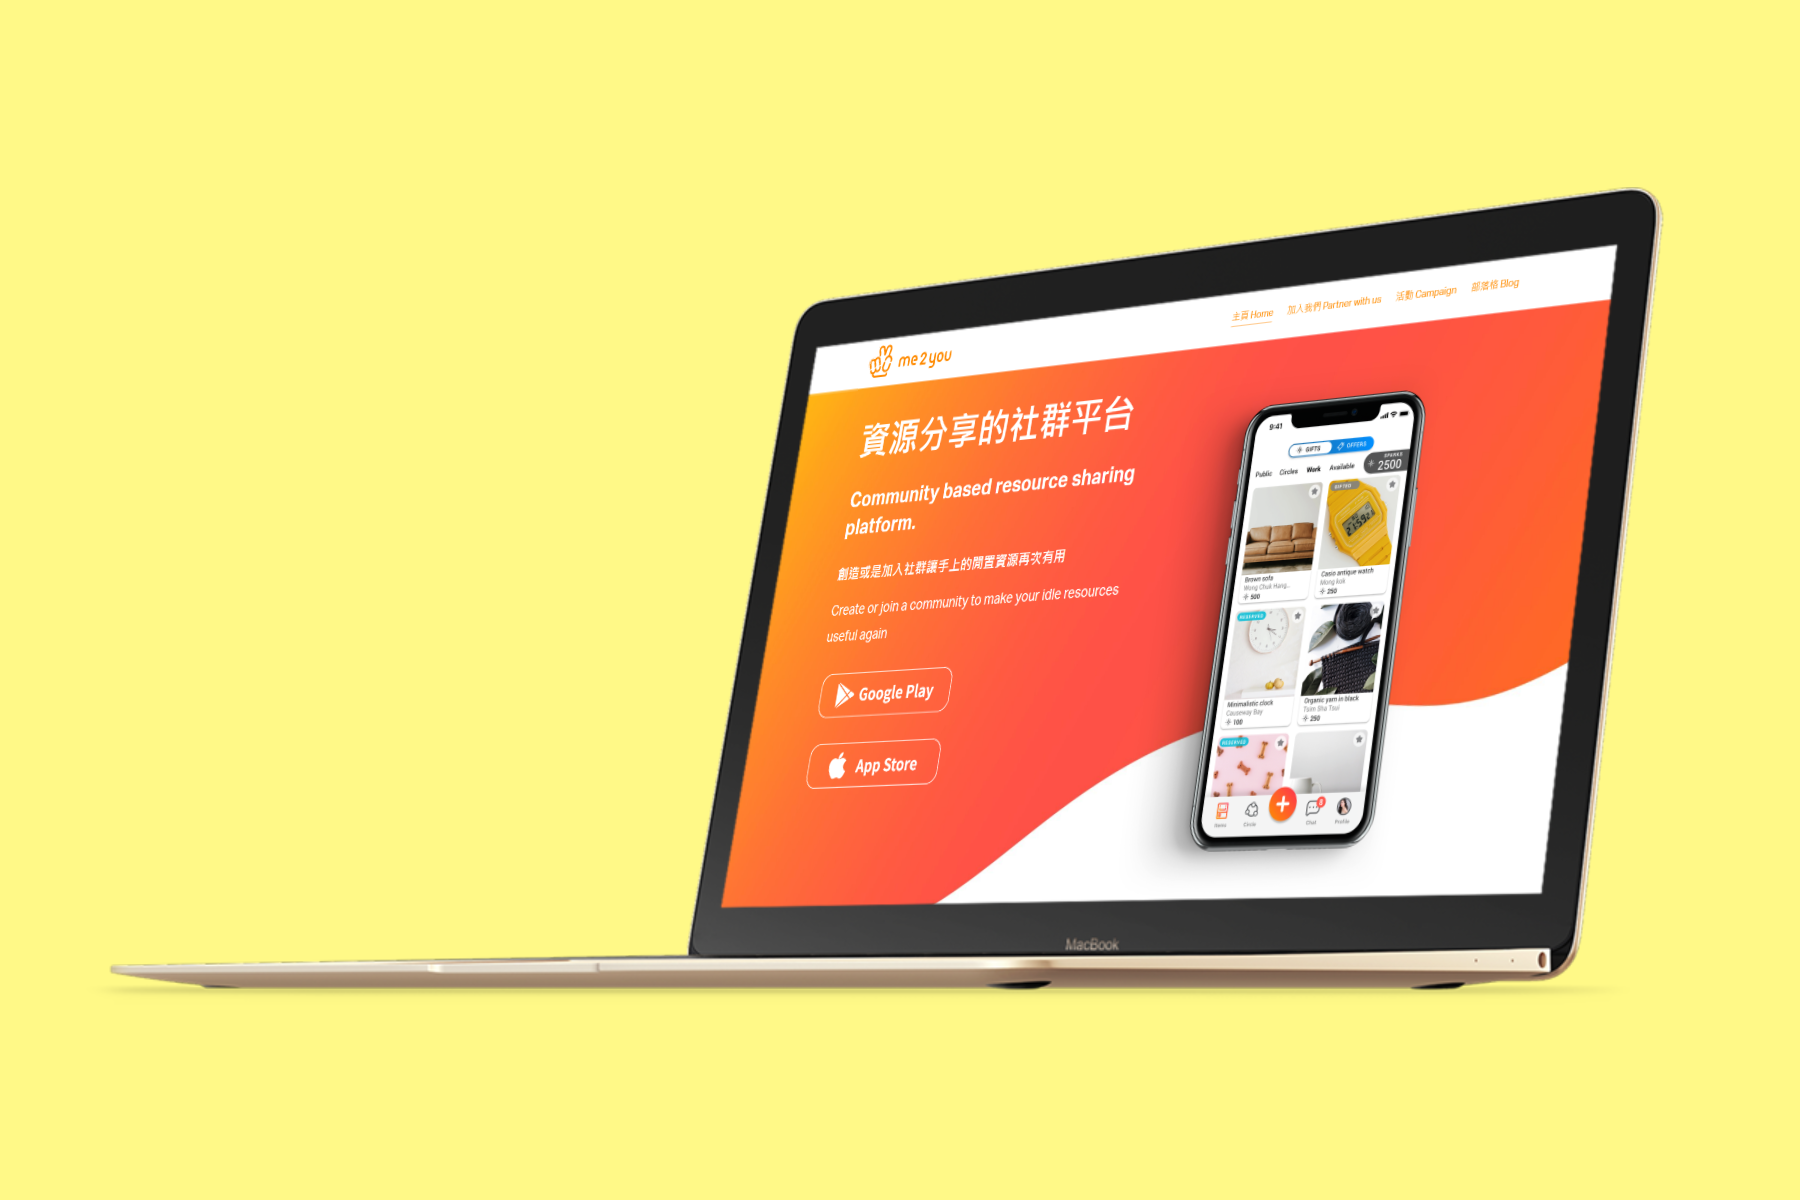 me2you
主頁 Home
加入我們 Partner with us
活動 Campaign
部落格 Blog
資源分享的社群平台
Community based resource sharing
platform.
創造或是加入社群讓手上的閒置資源再次有用
Create or join a community to make your idle resources
useful again
Google Play
App Store
9:41
GIFTS
OFFERS
Public
Circles
Work
Available
SPARKS
2500
GIFTED
21:59 23
Brown sofa
Wong Chuk Hang...
500
Casio antique watch
Mong kok
250
RESERVED
Minimalistic clock
Causeway Bay
100
Organic yarn in black
Tsim Sha Tsui
250
RESERVED
Home
Circle
Chat
Profile
MacBook